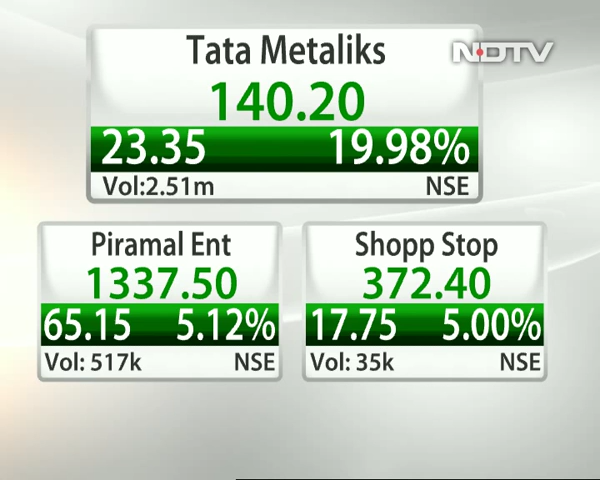 Tata Metaliks
NDTV
140.20
23.35 19.98%
Vol:2.51m NSE
Piramal Ent
1337.50
65.15 5.12%
Vol: 517k NSE
Shopp Stop
372.40
17.75 5.00%
Vol: 35k NSE